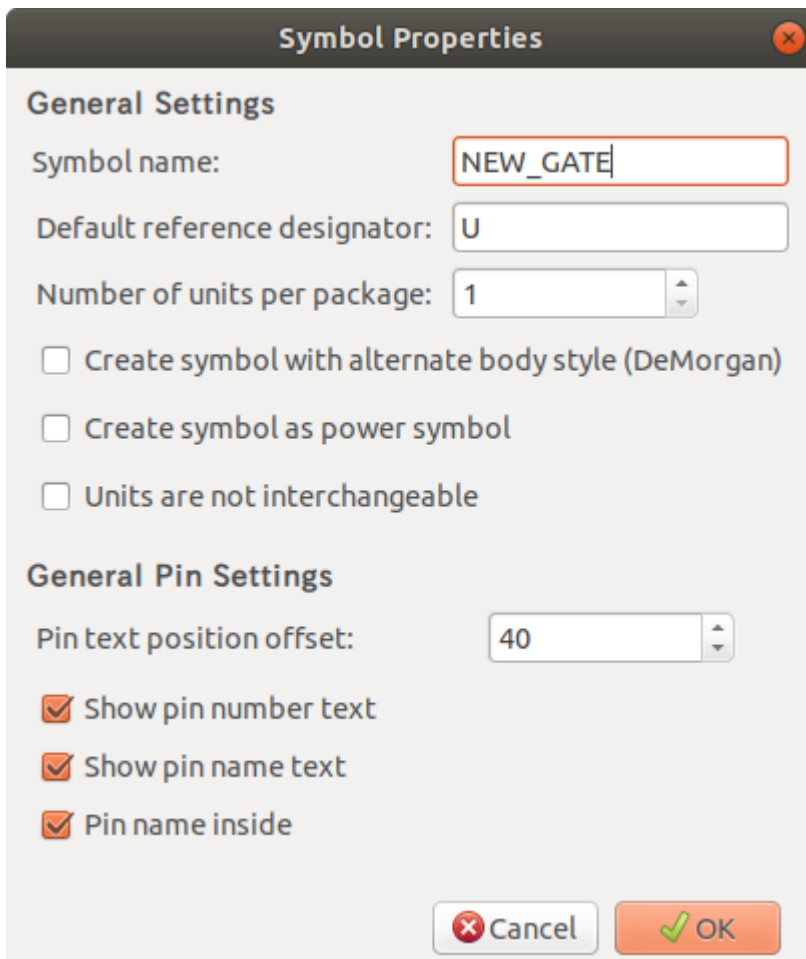 Symbol Properties
General Settings
Symbol name: NEW_GATE
Default reference designator: U
Number of units per package: 1
Create symbol with alternate body style (DeMorgan)
Create symbol as power symbol
Units are not interchangeable
General Pin Settings
Pin text position offset: 40
Show pin number text
Show pin name text
Pin name inside
Cancel OK